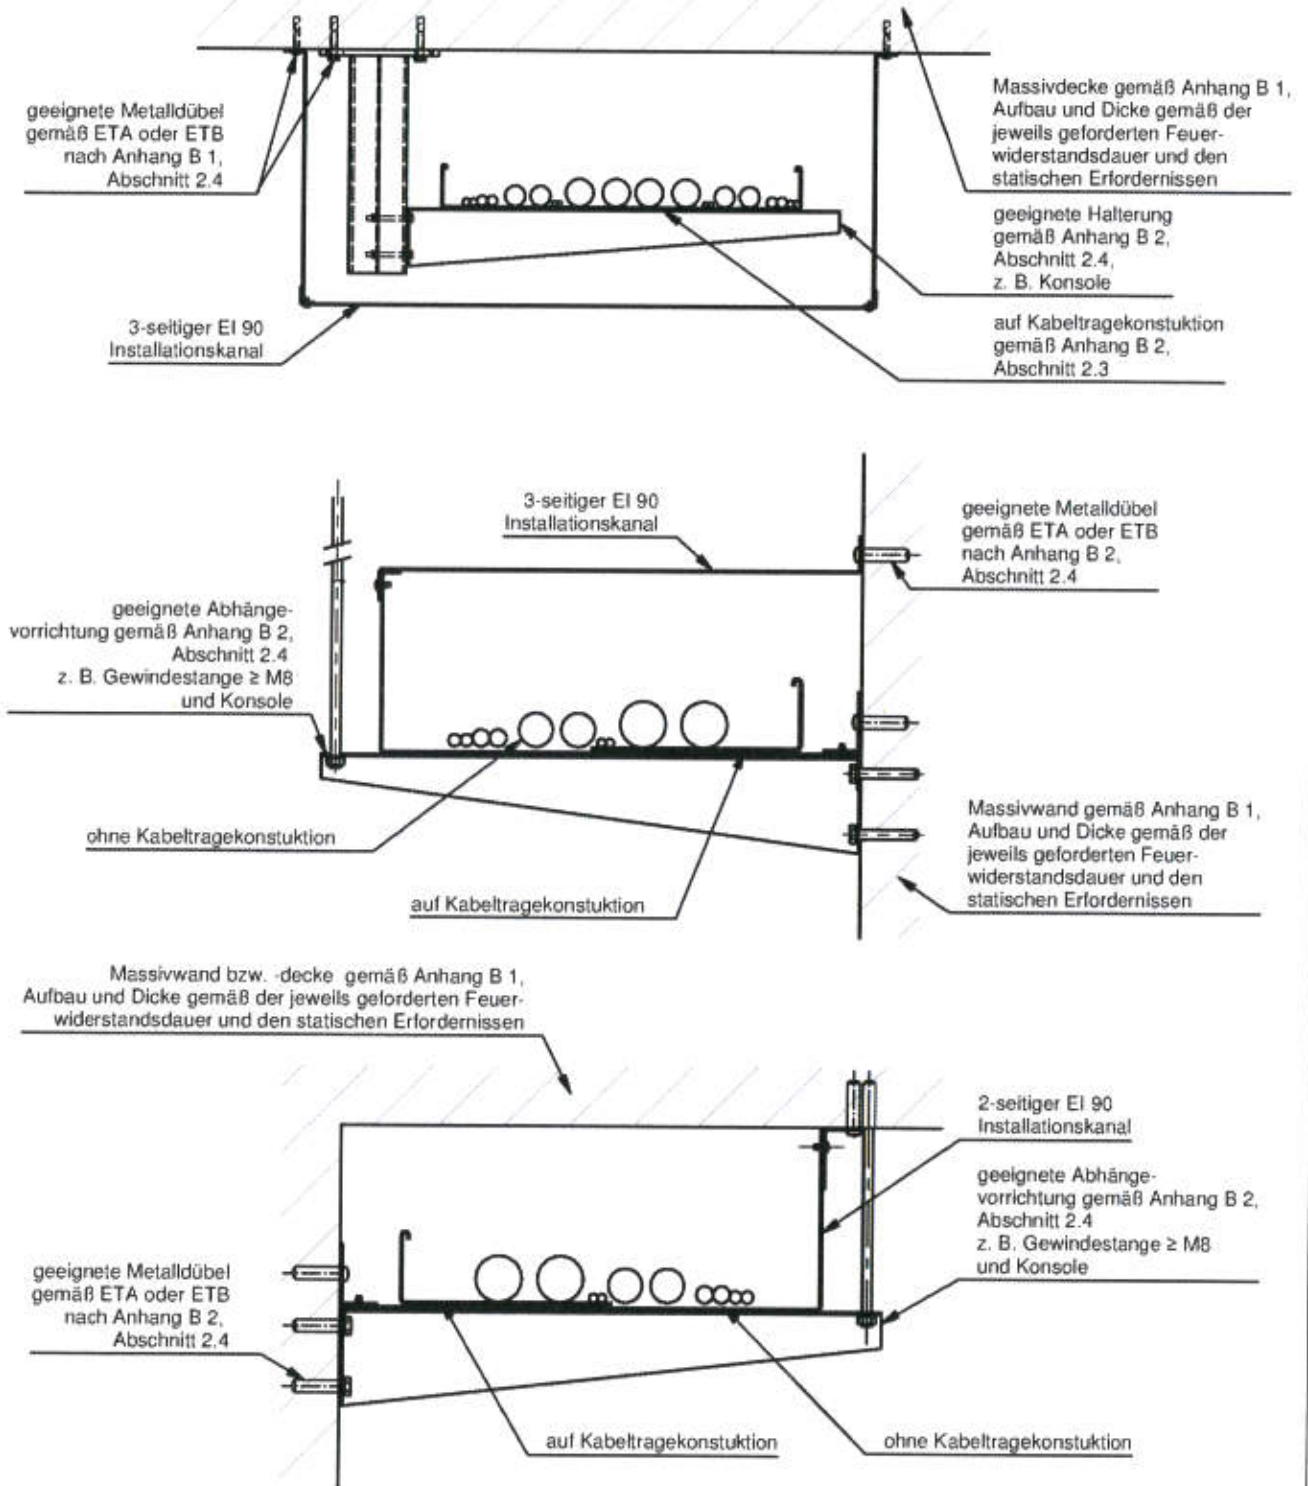 geeignete Metalldübel
gemäß ETA oder ETB
nach Anhang B 1,
Abschnitt 2.4
Massivdecke gemäß Anhang B 1,
Aufbau und Dicke gemäß der
jeweils geforderten Feuer-
widerstandsdauer und den
statischen Erfordernissen
geeignete Halterung
gemäß Anhang B 2,
Abschnitt 2.4,
z. B. Konsole
3-seitiger EI 90
Installationskanal
auf Kabeltragekonstuktion
gemäß Anhang B 2,
Abschnitt 2.3
3-seitiger EI 90
Installationskanal
geeignete Metalldübel
gemäß ETA oder ETB
nach Anhang B 2,
Abschnitt 2.4
geeignete Abhänge-
vorrichtung gemäß Anhang B 2,
Abschnitt 2.4
z. B. Gewindestange ≥ M8
und Konsole
ohne Kabeltragekonstuktion
auf Kabeltragekonstuktion
Massivwand gemäß Anhang B 1,
Aufbau und Dicke gemäß der
jeweils geforderten Feuer-
widerstandsdauer und den
statischen Erfordernissen
Massivwand bzw. -decke gemäß Anhang B 1,
Aufbau und Dicke gemäß der jeweils geforderten Feuer-
widerstandsdauer und den statischen Erfordernissen
2-seitiger EI 90
Installationskanal
geeignete Abhänge-
vorrichtung gemäß Anhang B 2,
Abschnitt 2.4
z. B. Gewindestange ≥ M8
und Konsole
geeignete Metalldübel
gemäß ETA oder ETB
nach Anhang B 2,
Abschnitt 2.4
auf Kabeltragekonstuktion
ohne Kabeltragekonstuktion